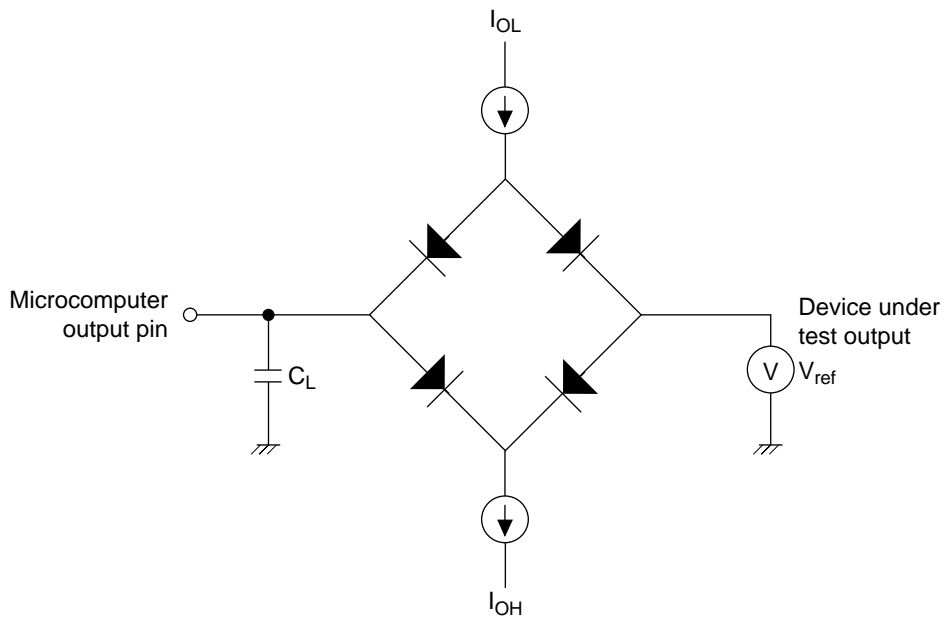 I_OL
Microcomputer
output pin
C_L
Device under
test output
V
V_ref
I_OH